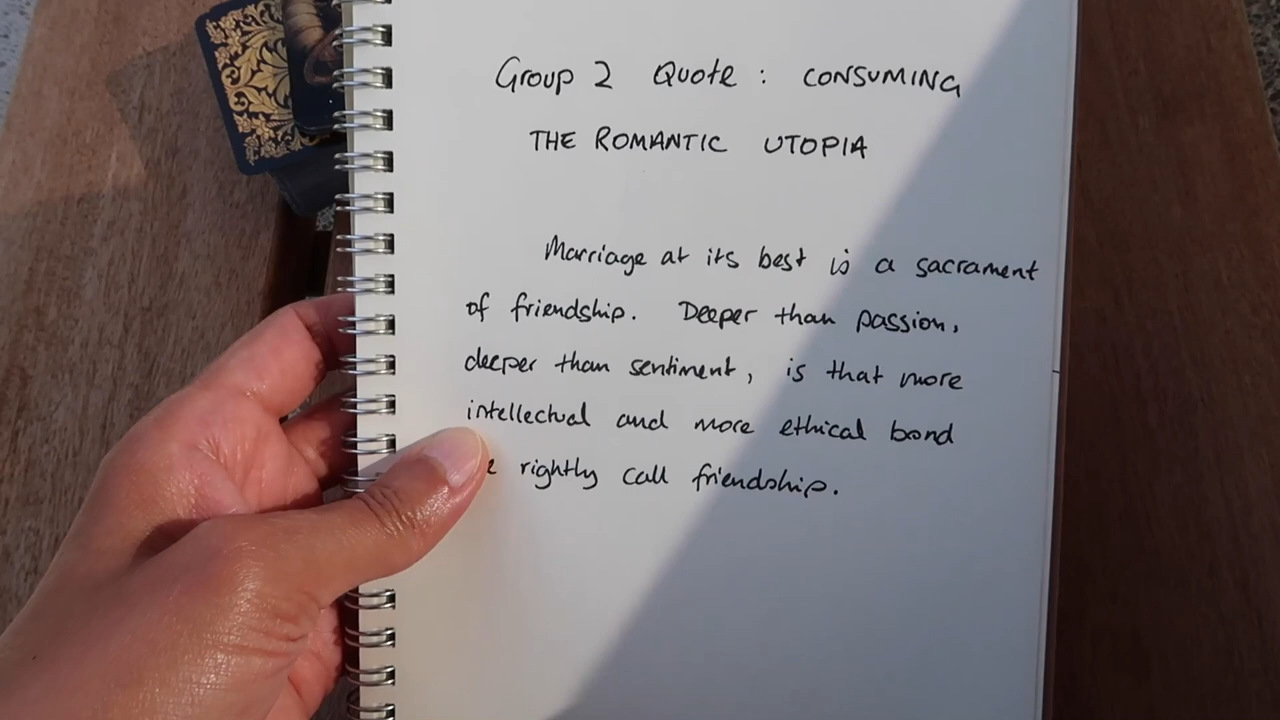 Group 2 Quote: CONSUMING
THE ROMANTIC UTOPIA
Marriage at its best is a sacrament
of friendship. Deeper than passion,
deeper than sentiment, is that more
intellectual and more ethical bond
rightly call friendship.